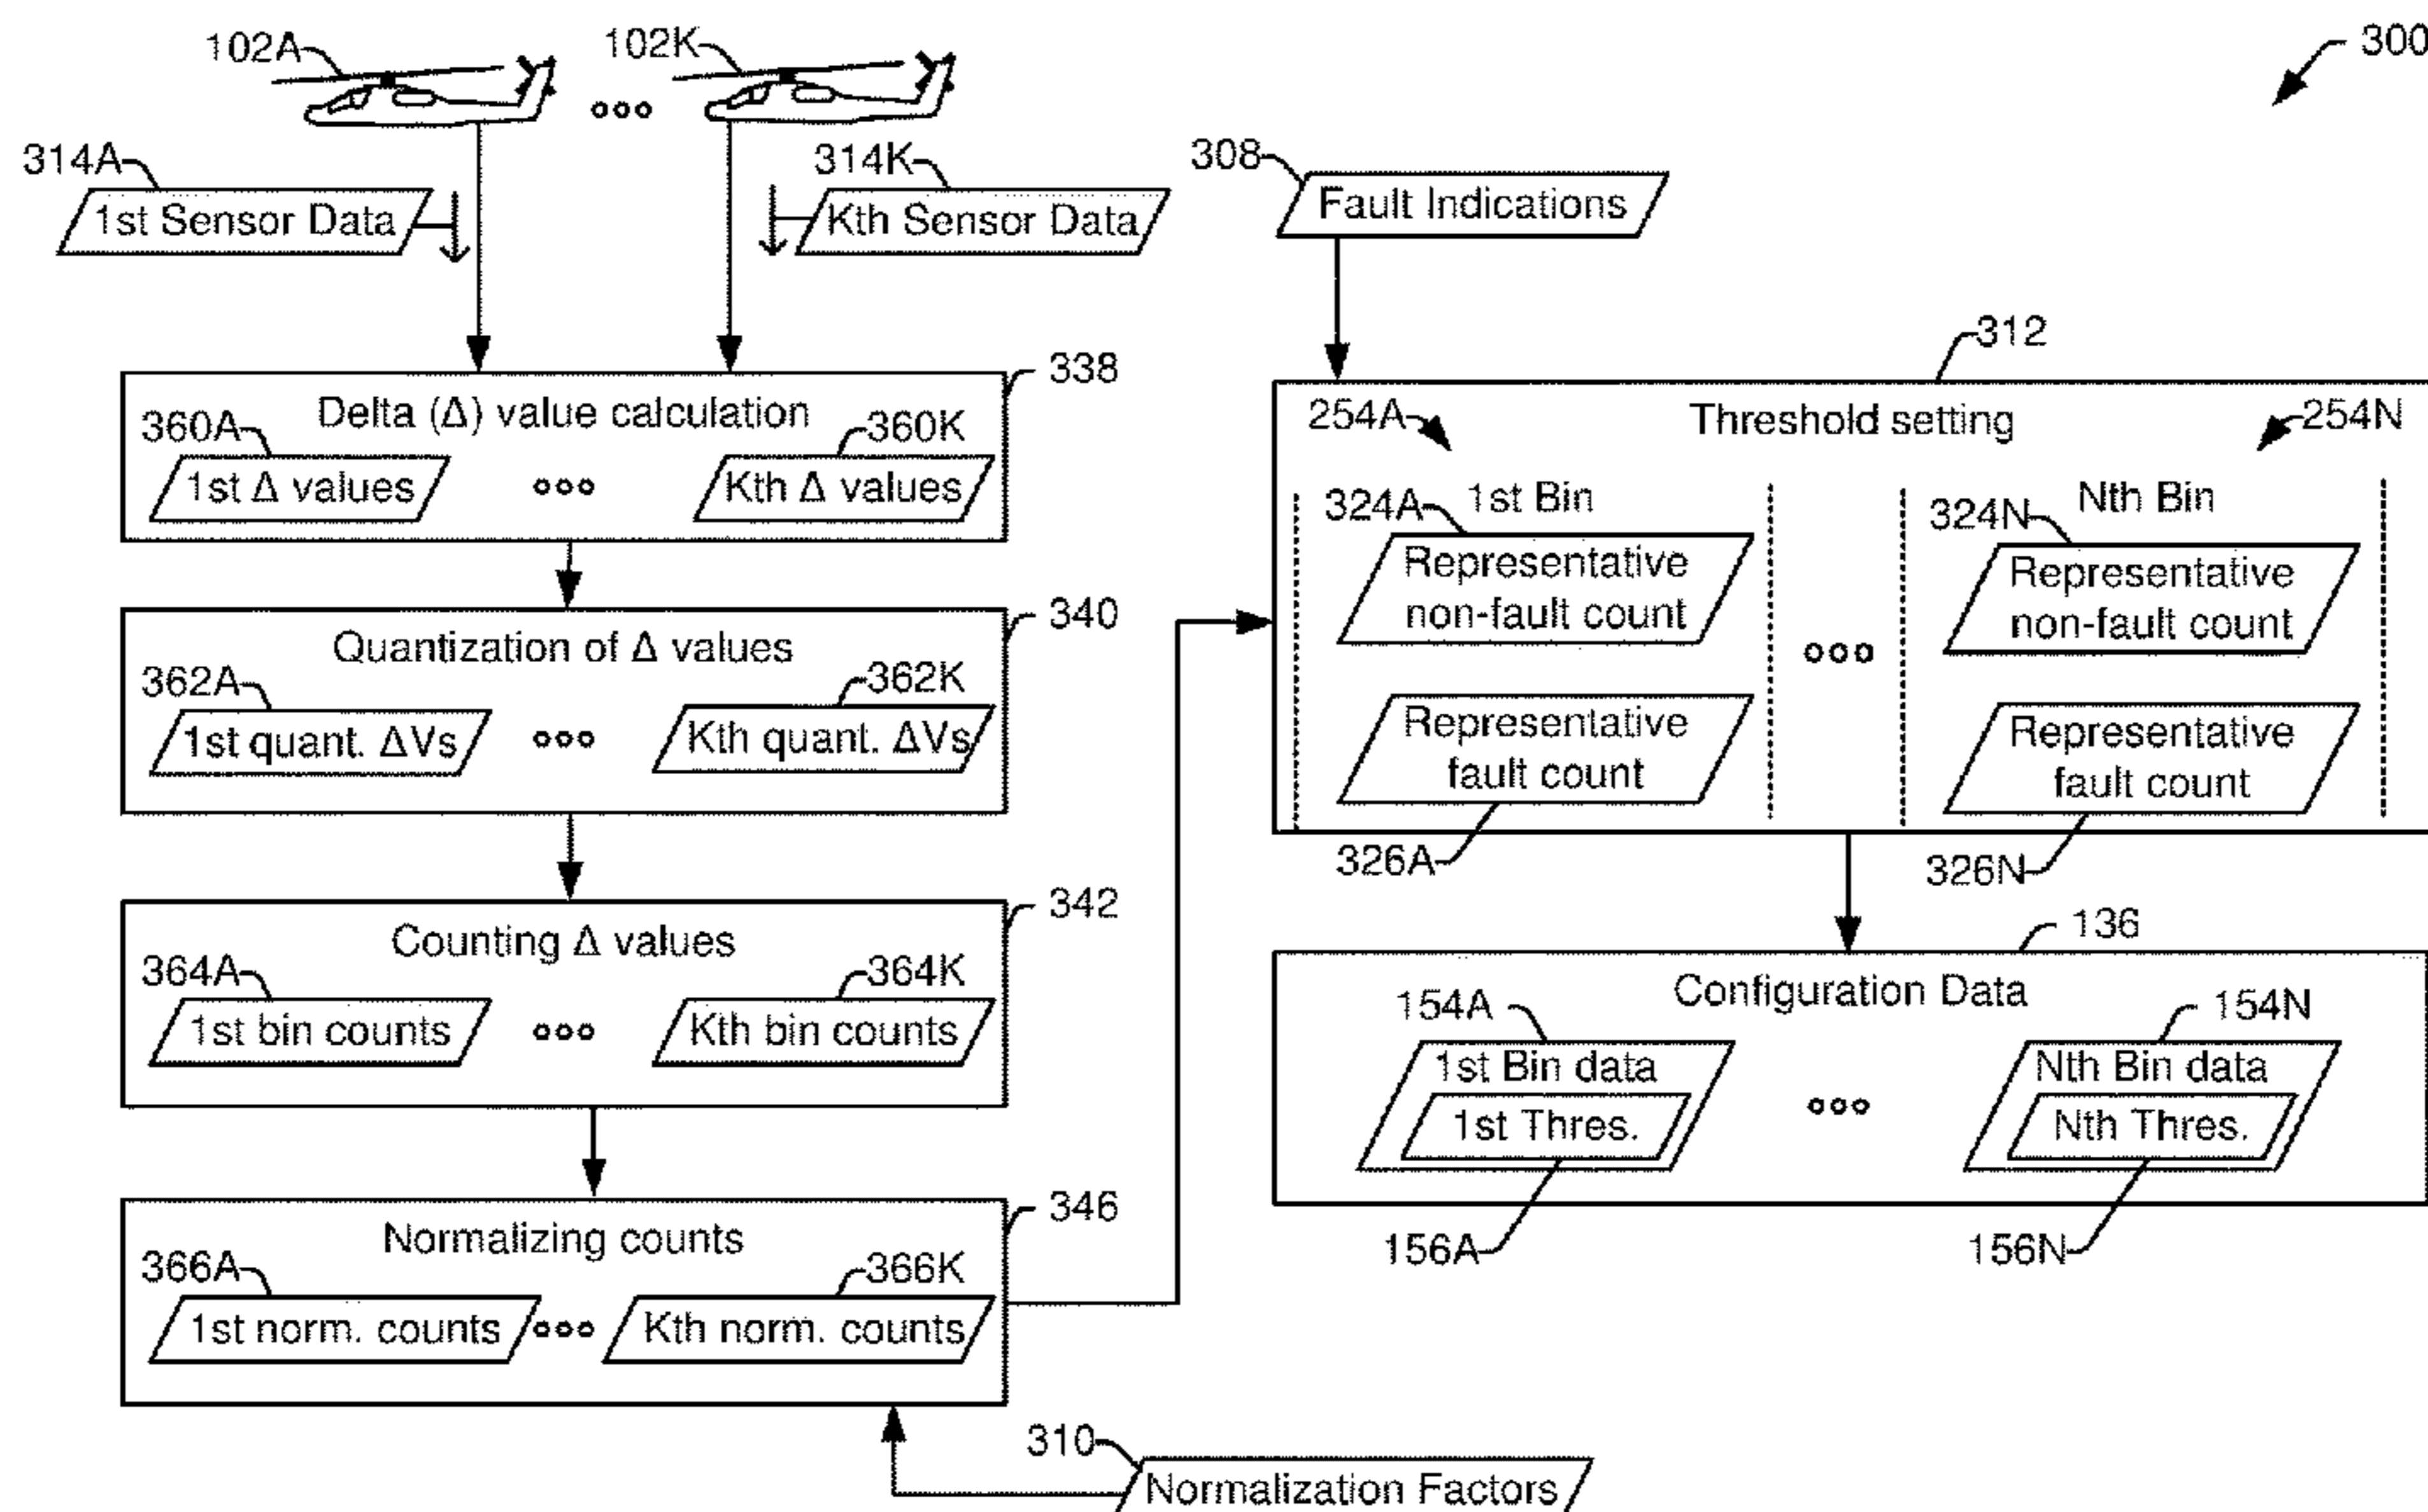 102A
102K
300
314A
1st Sensor Data
314K
Kth Sensor Data
308
Fault Indications
338
Delta (Δ) value calculation
360A
360K
1st Δ values
Kth Δ values
340
Quantization of Δ values
362A
362K
1st quant. ΔVs
Kth quant. ΔVs
342
Counting Δ values
364A
364K
1st bin counts
Kth bin counts
346
Normalizing counts
366A
366K
1st norm. counts
Kth norm. counts
310
Normalization Factors
312
254A
Threshold setting
254N
324A
1st Bin
324N
Nth Bin
Representative
non-fault count
Representative
non-fault count
Representative
fault count
Representative
fault count
326A
326N
136
Configuration Data
154A
154N
1st Bin data
Nth Bin data
1st Thres.
Nth Thres.
156A
156N